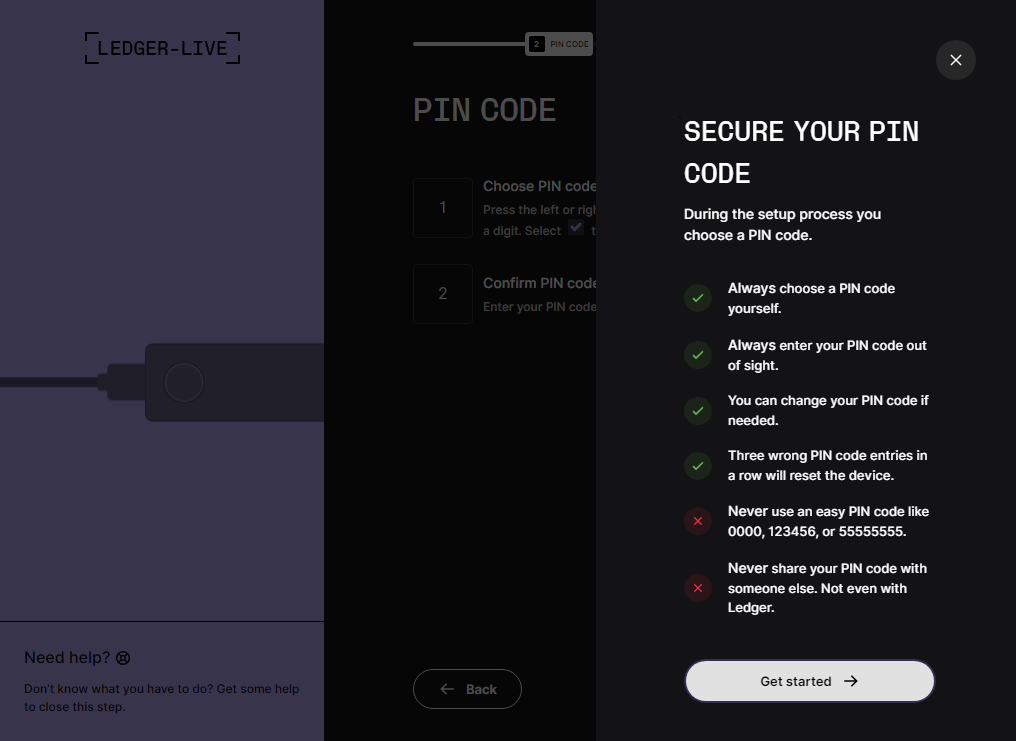 LEDGER-LIVE
2 PIN CODE
PIN CODE
1
Choose PIN code
Press the left or righ
a digit. Select t
2
Confirm PIN code
Enter your PIN code
Back
Need help?
Don't know what you have to do? Get some help
to close this step.
SECURE YOUR PIN
CODE
During the setup process you
choose a PIN code.
Always choose a PIN code
yourself.
Always enter your PIN code out
of sight.
You can change your PIN code if
needed.
Three wrong PIN code entries in
a row will reset the device.
Never use an easy PIN code like
0000, 123456, or 55555555.
Never share your PIN code with
someone else. Not even with
Ledger.
Get started